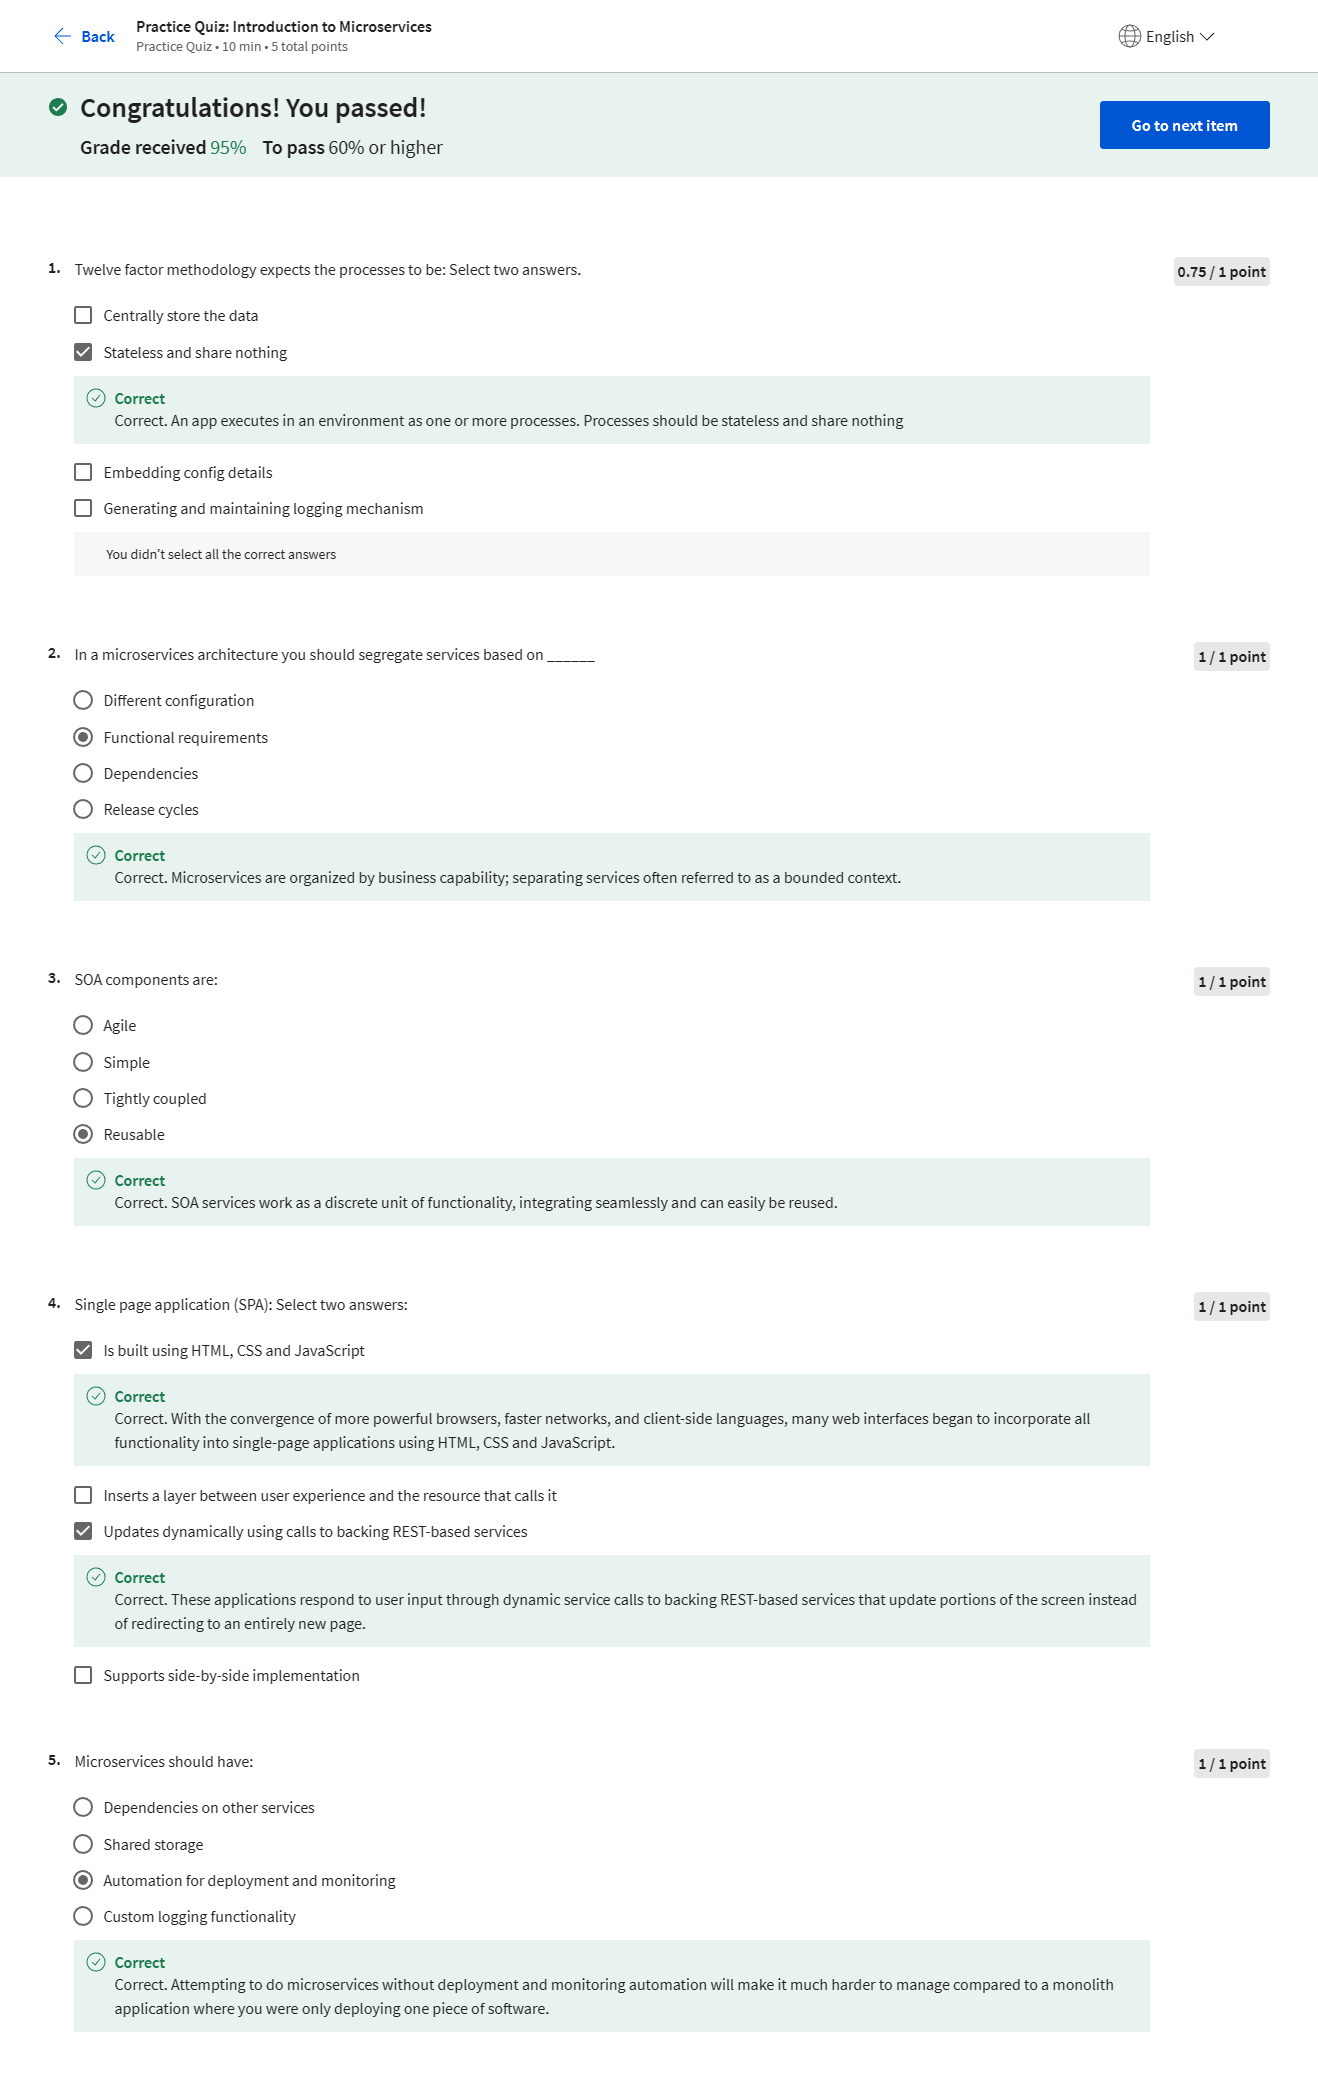 Back
Practice Quiz: Introduction to Microservices
Practice Quiz • 10 min • 5 total points
English
Congratulations! You passed!
Grade received 95% To pass 60% or higher
Go to next item
1. Twelve factor methodology expects the processes to be: Select two answers.
0.75 / 1 point
Centrally store the data
Stateless and share nothing
Correct
Correct. An app executes in an environment as one or more processes. Processes should be stateless and share nothing
Embedding config details
Generating and maintaining logging mechanism
You didn't select all the correct answers
2. In a microservices architecture you should segregate services based on ______
1 / 1 point
Different configuration
Functional requirements
Dependencies
Release cycles
Correct
Correct. Microservices are organized by business capability; separating services often referred to as a bounded context.
3. SOA components are:
1 / 1 point
Agile
Simple
Tightly coupled
Reusable
Correct
Correct. SOA services work as a discrete unit of functionality, integrating seamlessly and can easily be reused.
4. Single page application (SPA): Select two answers:
1 / 1 point
Is built using HTML, CSS and JavaScript
Correct
Correct. With the convergence of more powerful browsers, faster networks, and client-side languages, many web interfaces began to incorporate all
functionality into single-page applications using HTML, CSS and JavaScript.
Inserts a layer between user experience and the resource that calls it
Updates dynamically using calls to backing REST-based services
Correct
Correct. These applications respond to user input through dynamic service calls to backing REST-based services that update portions of the screen instead
of redirecting to an entirely new page.
Supports side-by-side implementation
5. Microservices should have:
1 / 1 point
Dependencies on other services
Shared storage
Automation for deployment and monitoring
Custom logging functionality
Correct
Correct. Attempting to do microservices without deployment and monitoring automation will make it much harder to manage compared to a monolith
application where you were only deploying one piece of software.